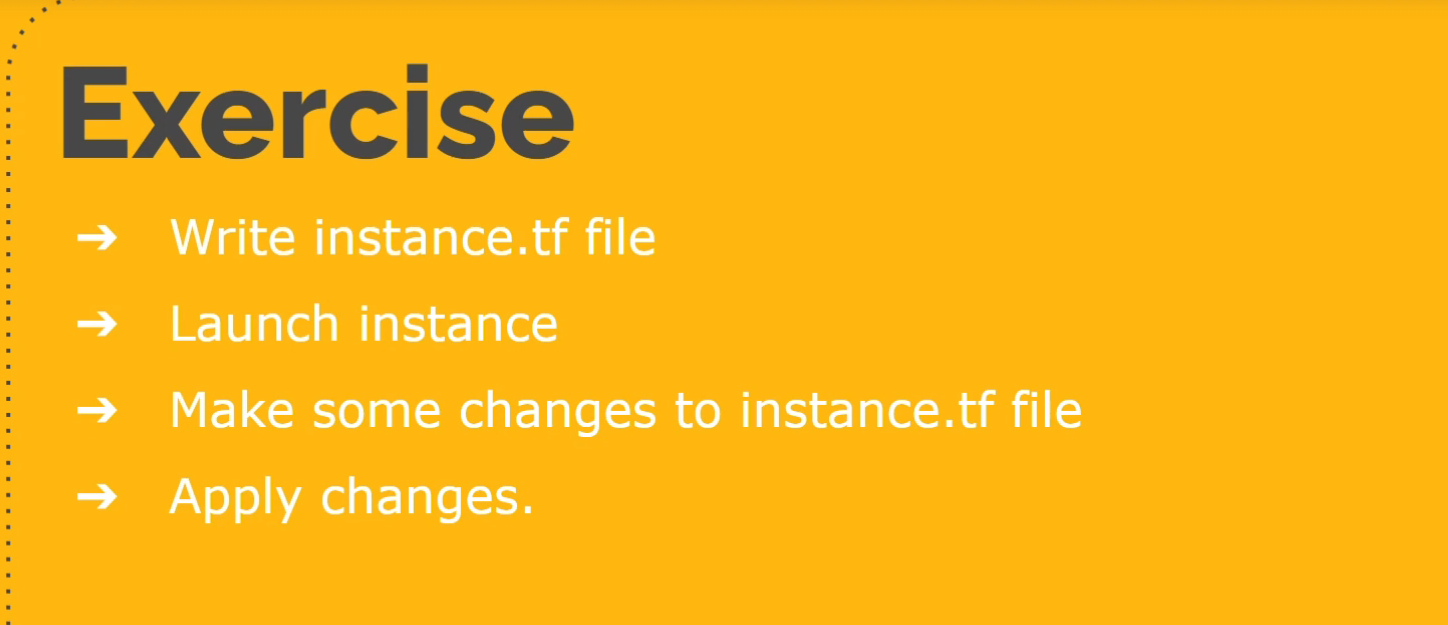 Exercise
➔ Write instance.tf file
➔ Launch instance
➔ Make some changes to instance.tf file
➔ Apply changes.